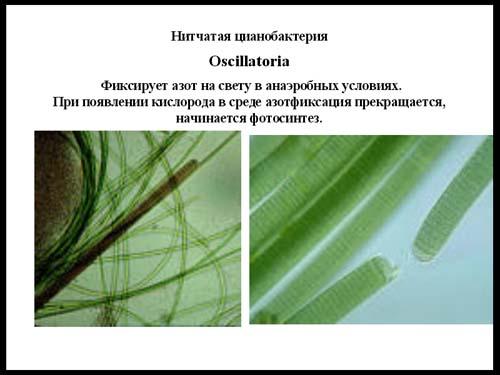 Нитчатая цианобактерия
Oscillatoria
Фиксирует азот на свету в анаэробных условиях.
При появлении кислорода в среде азотфиксация прекращается,
начинается фотосинтез.